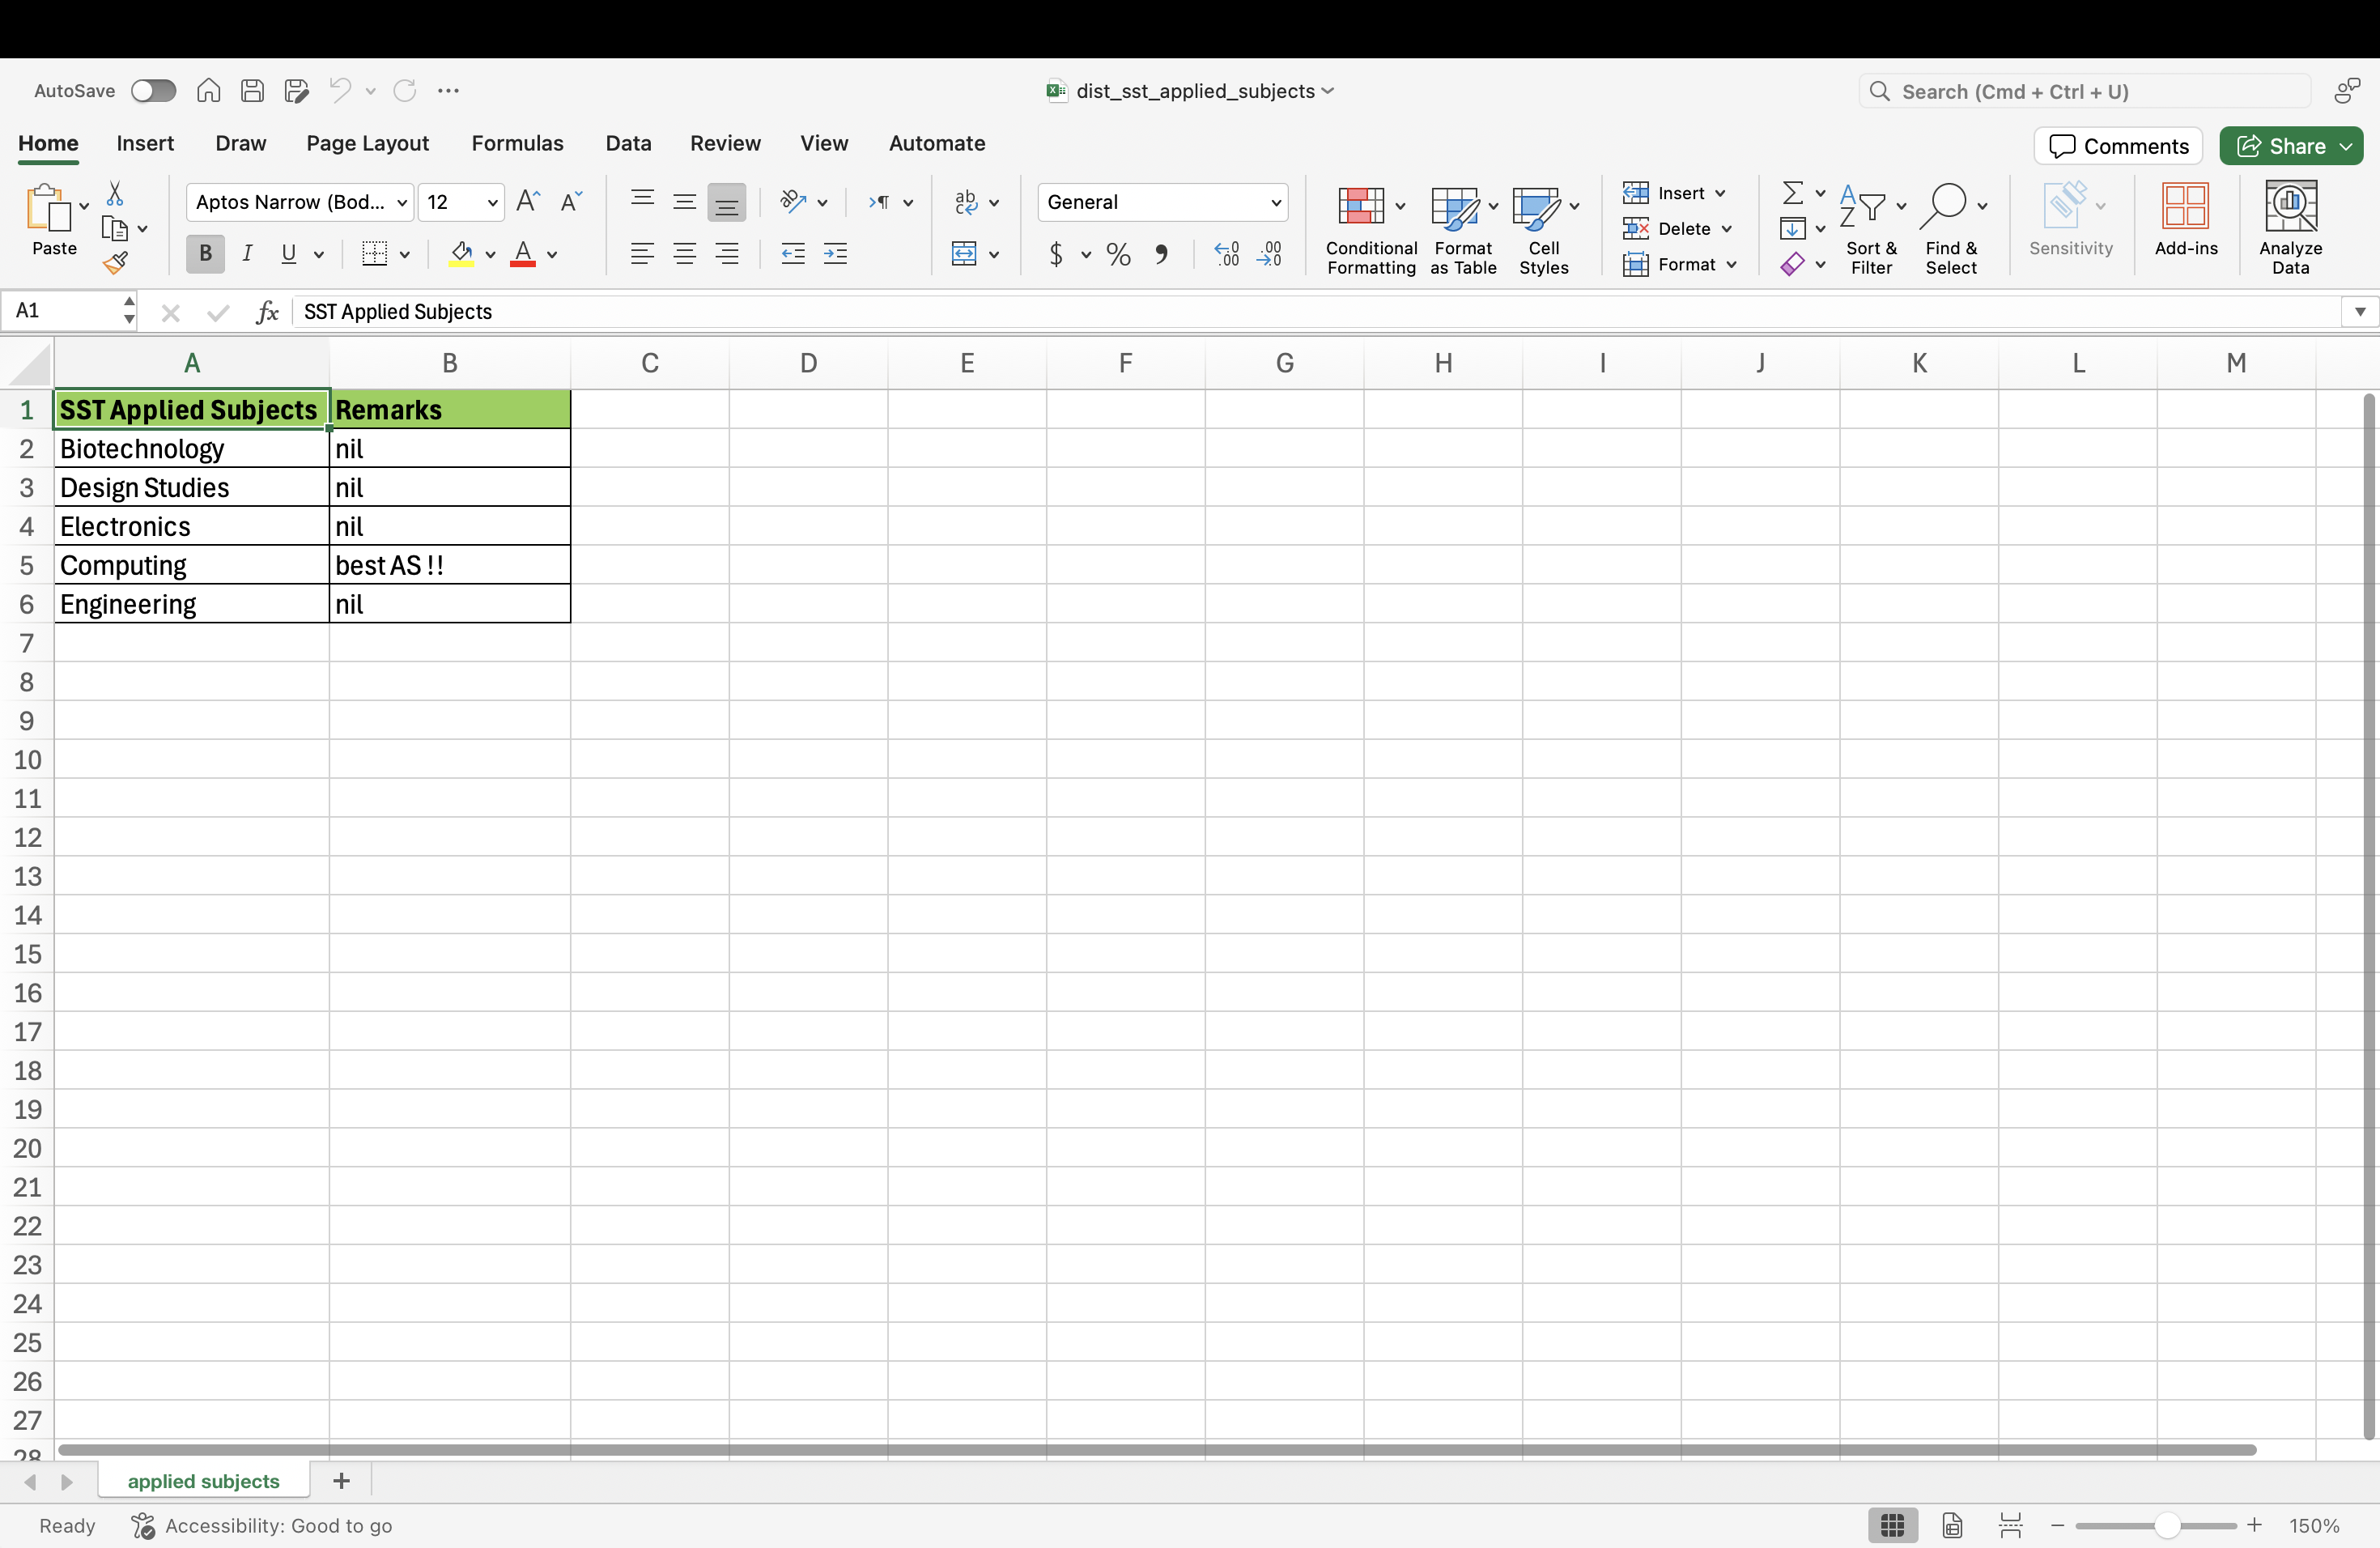 AutoSave
dist_sst_applied_subjects
Search (Cmd + Ctrl + U)
Home Insert Draw Page Layout Formulas Data Review View Automate
Comments Share
Paste
Aptos Narrow (Bod... 12
B I U
General
$ %
Conditional Formatting
Format as Table
Cell Styles
Insert
Delete
Format
Sort & Filter
Find & Select
Sensitivity
Add-ins
Analyze Data
A1 fx SST Applied Subjects
A B C D E F G H I J K L M
1 SST Applied Subjects Remarks
2 Biotechnology nil
3 Design Studies nil
4 Electronics nil
5 Computing best AS !!
6 Engineering nil
7
8
9
10
11
12
13
14
15
16
17
18
19
20
21
22
23
24
25
26
27
28
applied subjects +
Ready Accessibility: Good to go 150%